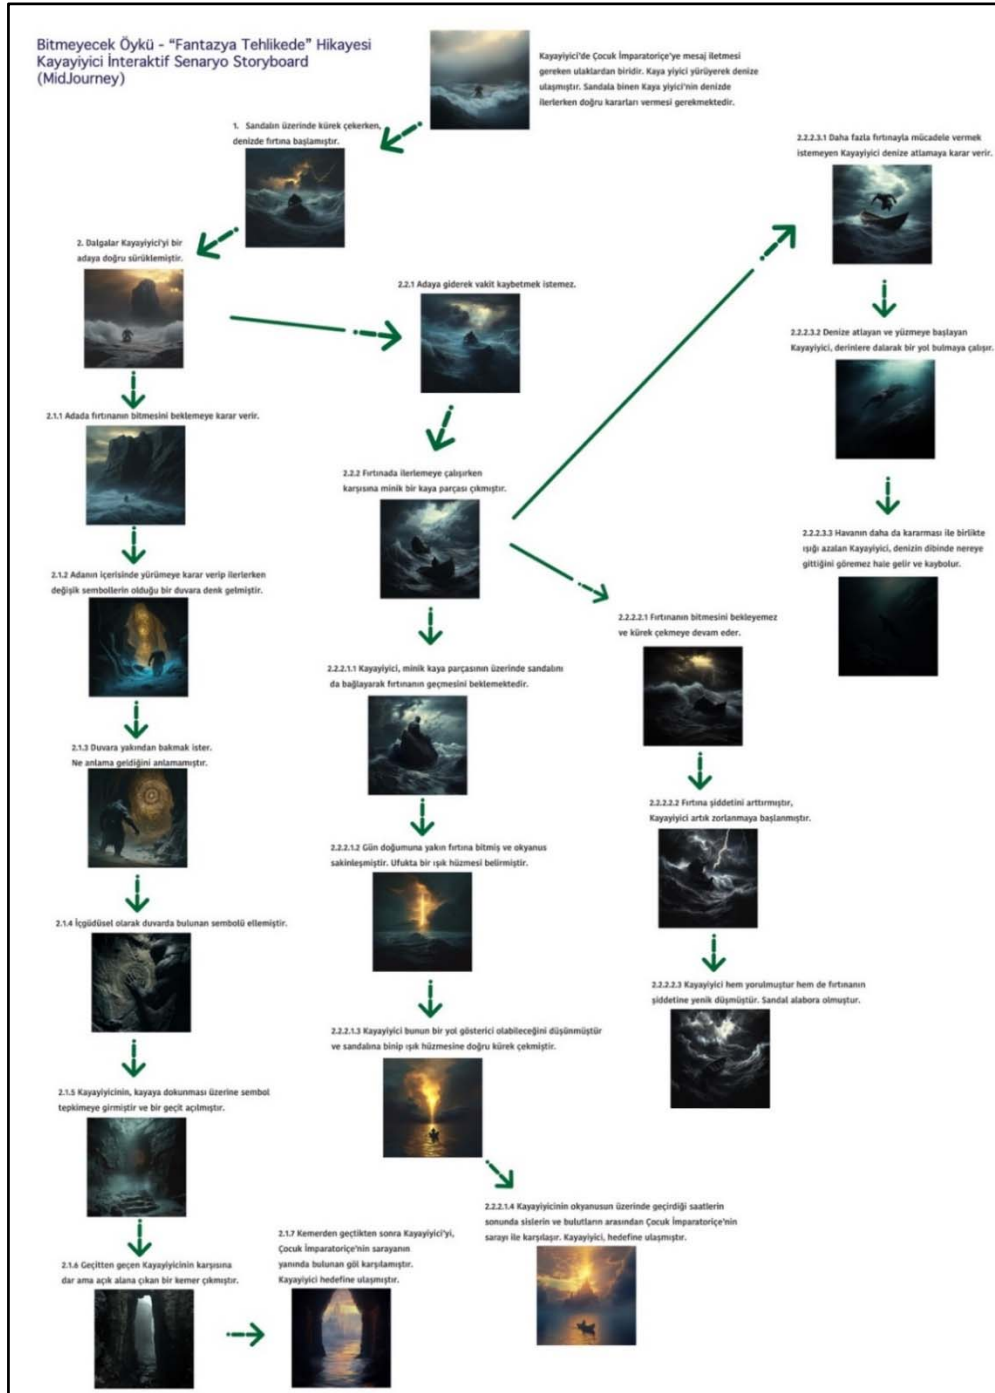 Bitmeyecek Öykü - “Fantazya Tehlikede” Hikayesi
Kayayiyici İnteraktif Senaryo Storyboard
(MidJourney)
Kayayiyici’de Çocuk İmparatoriçe’ye mesaj iletmesi
gereken ulaklardan biridir. Kaya yiyici yürüyerek denize
ulaşmıştır. Sandala binen Kaya yiyici’nin denizde
ilerlerken doğru kararları vermesi gerekmektedir.
1. Sandalın üzerinde kürek çekerken,
denizde fırtına başlamıştır.
2. Dalgalar Kayayiyici’yi bir
adaya doğru sürüklemiştir.
2.1.1 Adada fırtınanın bitmesini beklemeye karar verir.
2.1.2 Adanın içerisinde yürümeye karar verip ilerlerken
değişik sembollerin olduğu bir duvara denk gelmiştir.
2.1.3 Duvara yakından bakmak ister.
Ne anlama geldiğini anlamamıştır.
2.1.4 İçgüdüsel olarak duvarda bulunan sembolü ellemiştir.
2.1.5 Kayayiyicinin, kayaya dokunması üzerine sembol
tepkimeye girmiştir ve bir geçit açılmıştır.
2.1.6 Geçitten geçen Kayayiyicinin karşısına
dar ama açık alana çıkan bir kemer çıkmıştır.
2.1.7 Kemerden geçtikten sonra Kayayiyici’yi,
Çocuk İmparatoriçe’nin sarayanın
yanında bulunan göl karşılamıştır.
Kayayiyici hedefine ulaşmıştır.
2.2.1 Adaya giderek vakit kaybetmek istemez.
2.2.2 Fırtınada ilerlemeye çalışırken
karşısına minik bir kaya parçası çıkmıştır.
2.2.2.1.1 Kayayiyici, minik kaya parçasının üzerinde sandalını
da bağlayarak fırtınanın geçmesini beklemektedir.
2.2.2.1.2 Gün doğumuna yakın fırtına bitmiş ve okyanus
sakinleşmiştir. Ufukta bir ışık hüzmesi belirmiştir.
2.2.2.1.3 Kayayiyici bunun bir yol gösterici olabileceğini düşünmüştür
ve sandalına binip ışık hüzmesine doğru kürek çekmiştir.
2.2.2.1.4 Kayayiyicinin okyanusun üzerinde geçirdiği saatlerin
sonunda sislerin ve bulutların arasından Çocuk İmparatoriçe’nin
sarayı ile karşılaşır. Kayayiyici, hedefine ulaşmıştır.
2.2.2.2.1 Fırtınanın bitmesini bekleyemez
ve kürek çekmeye devam eder.
2.2.2.2.2 Fırtına şiddetini arttırmıştır,
Kayayiyici artık zorlanmaya başlanmıştır.
2.2.2.2.3 Kayayiyici hem yorulmuştur hem de fırtınanın
şiddetine yenik düşmüştür. Sandal alabora olmuştur.
2.2.2.3.1 Daha fazla fırtınayla mücadele vermek
istemeyen Kayayiyici denize atlamaya karar verir.
2.2.2.3.2 Denize atlayan ve yüzmeye başlayan
Kayayiyici, derinlere dalarak bir yol bulmaya çalışır.
2.2.2.3.3 Havanın daha da kararması ile birlikte
ışığı azalan Kayayiyici, denizin dibinde nereye
gittiğini göremez hale gelir ve kaybolur.